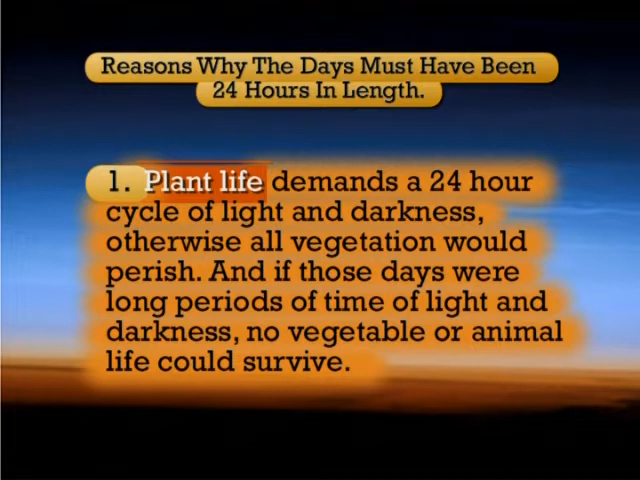 Reasons Why The Days Must Have Been
24 Hours In Length.
1. Plant life demands a 24 hour
cycle of light and darkness,
otherwise all vegetation would
perish. And if those days were
long periods of time of light and
darkness, no vegetable or animal
life could survive.